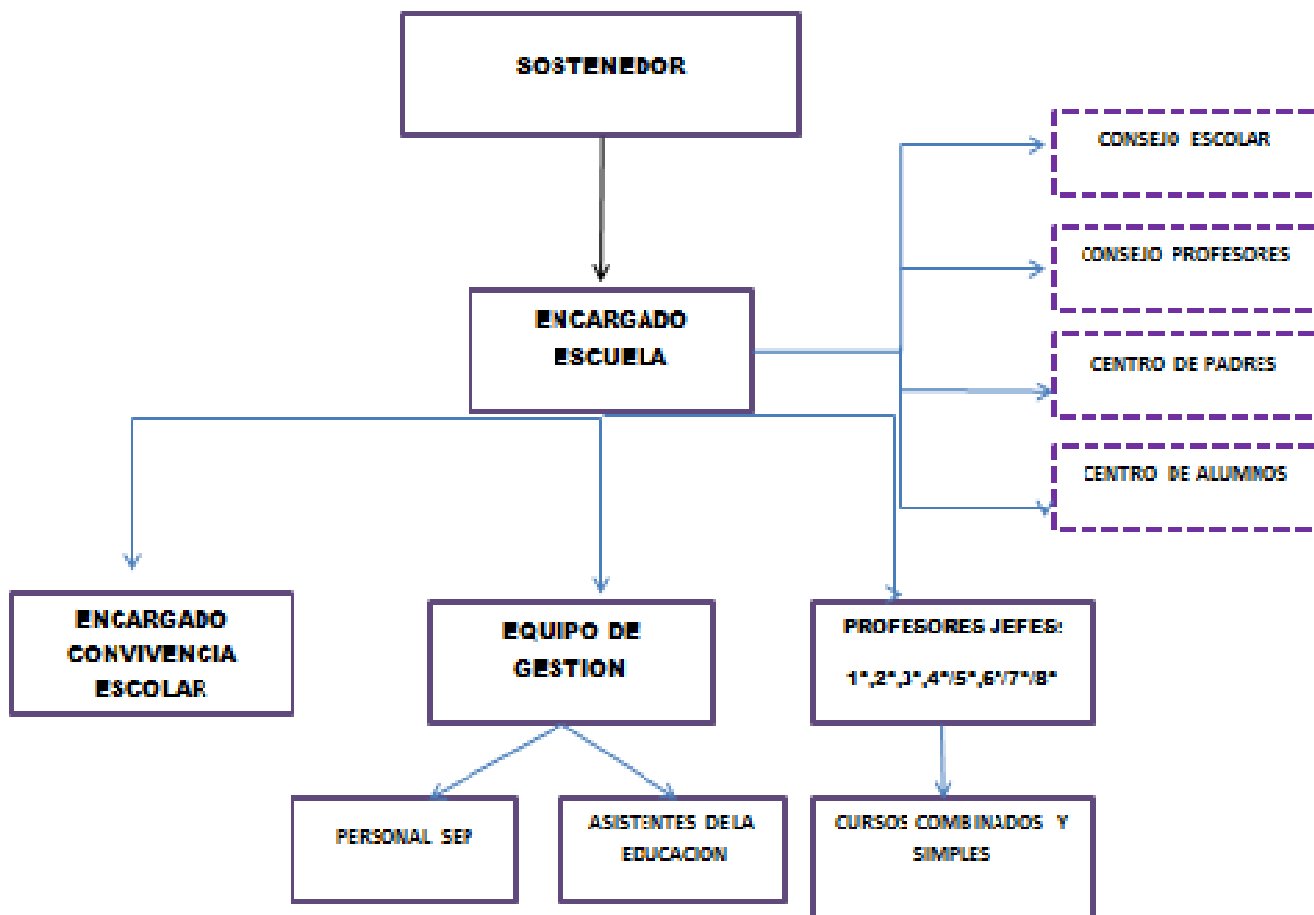 SOSTENEDOR
CONSEJO ESCOLAR
CONSEJO PROFESORES
ENCARGADO
ESCUELA
CENTRO DE PADRES
CENTRO DE ALUMNOS
ENCARGADO
CONVIVENCIA
ESCOLAR
EQUIPO DE
GESTION
PROFESORES JEFES:
1°,2°,3°,4°/5°,6°/7°/8°
PERSONAL SEP
ASISTENTES DELA
EDUCACION
CURSOS COMBINADOS Y
SIMPLES